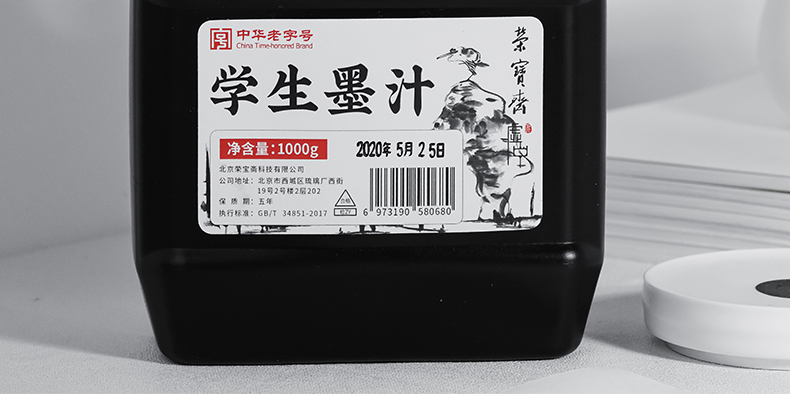 中华老字号
China Time-honored Brand
学生墨汁
荣寶斋
净含量：1000g
2020年 5月 25日
北京荣宝斋科技有限公司
公司地址：北京市西城区琉璃厂西街
19号2号楼2层202
保 质 期：五年
执行标准：GB/T 34851-2017
合格
6 973190 580680